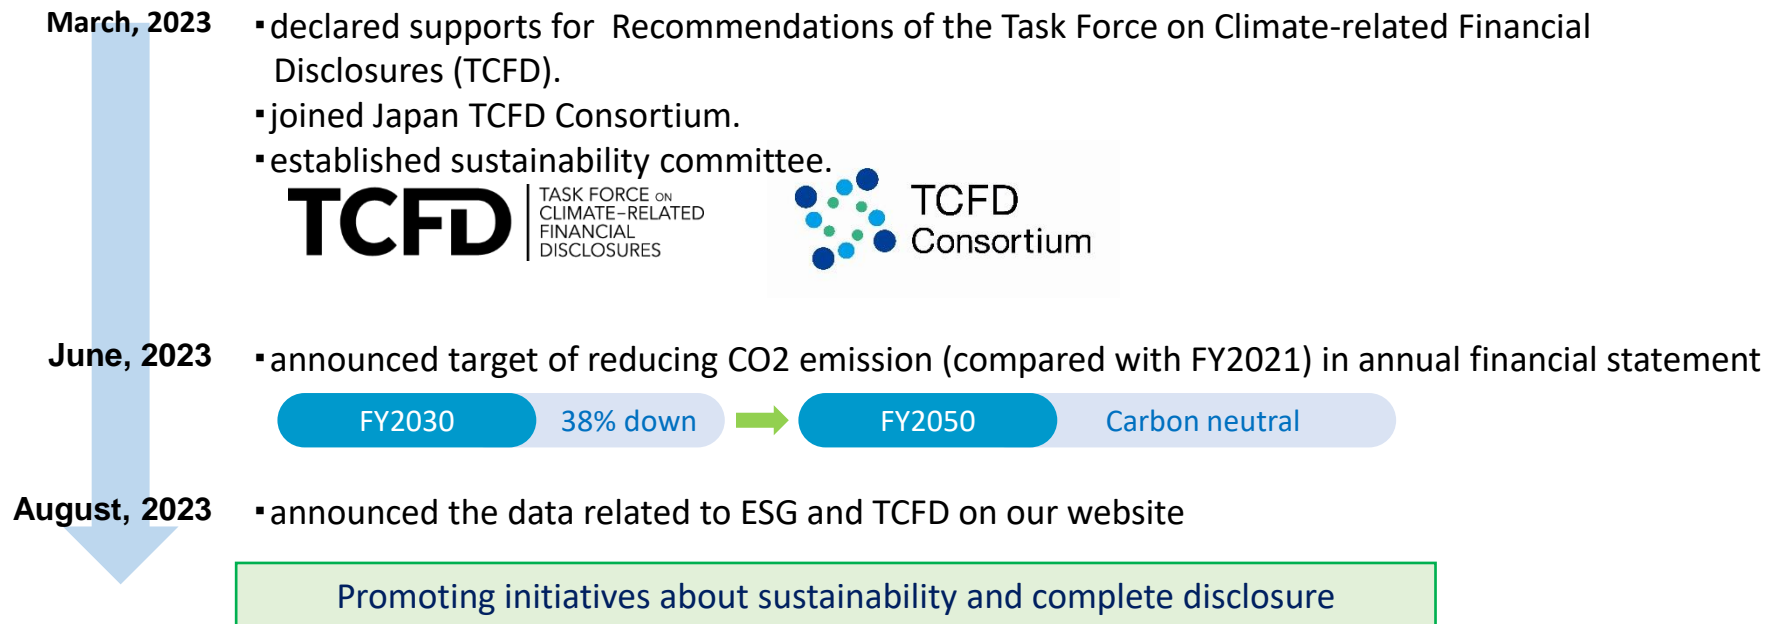 March, 2023
▪declared supports for Recommendations of the Task Force on Climate-related Financial
Disclosures (TCFD).
▪joined Japan TCFD Consortium.
▪established sustainability committee.
TCFD
TASK FORCE ON
CLIMATE-RELATED
FINANCIAL
DISCLOSURES
TCFD
Consortium
June, 2023
▪announced target of reducing CO2 emission (compared with FY2021) in annual financial statement
FY2030
38% down
FY2050
Carbon neutral
August, 2023
▪announced the data related to ESG and TCFD on our website
Promoting initiatives about sustainability and complete disclosure